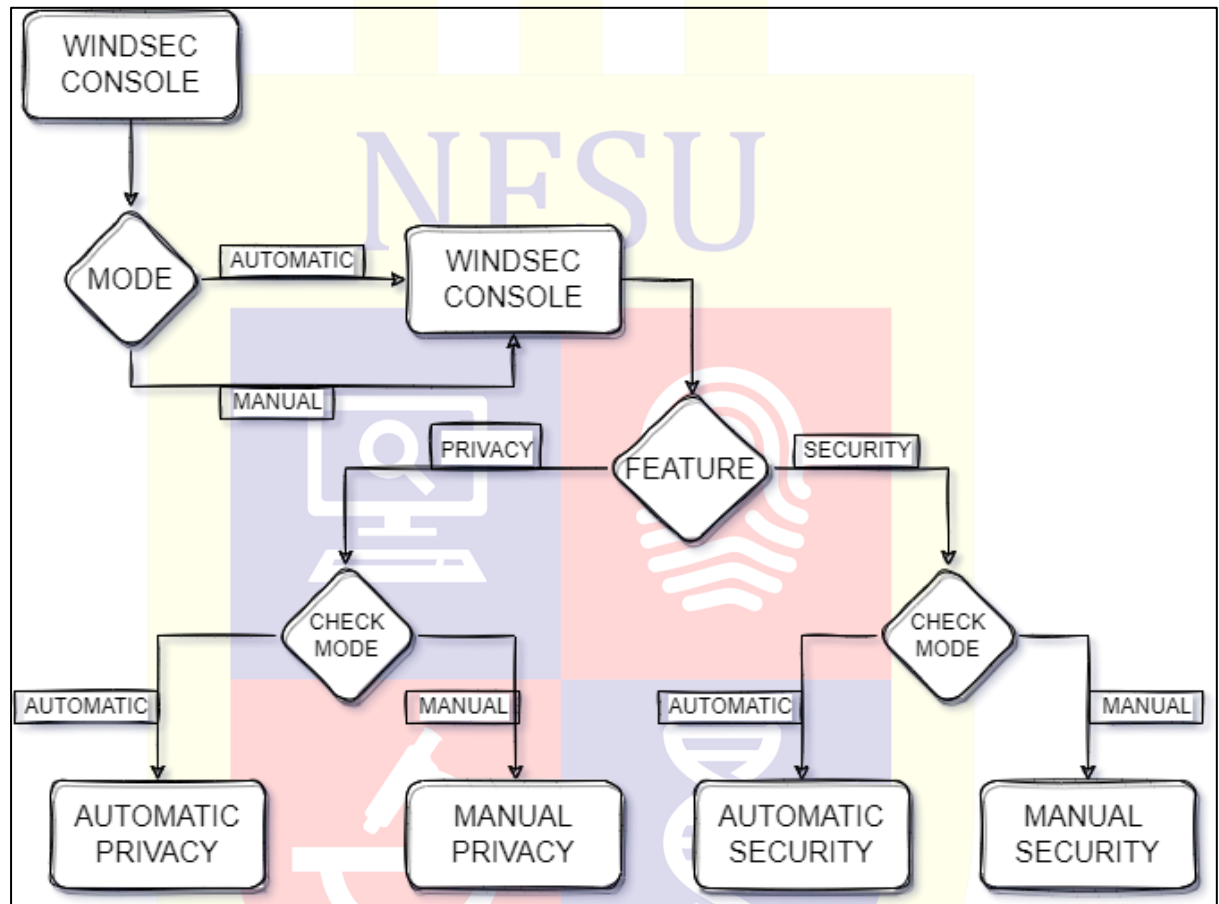 WINDSEC
CONSOLE
NFSU
MODE
AUTOMATIC
WINDSEC
CONSOLE
MANUAL
PRIVACY
FEATURE
SECURITY
CHECK
MODE
CHECK
MODE
AUTOMATIC
MANUAL
AUTOMATIC
MANUAL
AUTOMATIC
PRIVACY
MANUAL
PRIVACY
AUTOMATIC
SECURITY
MANUAL
SECURITY